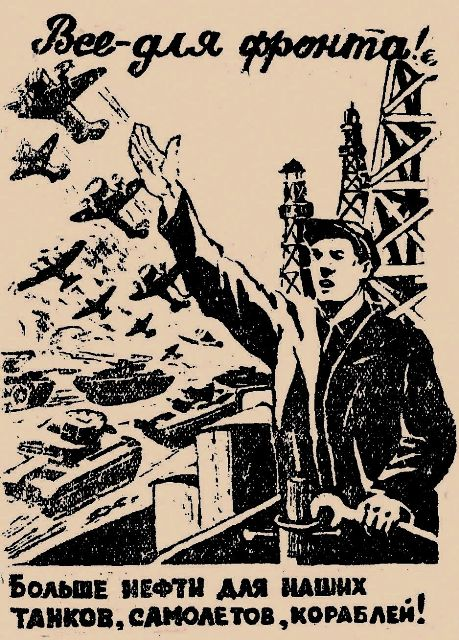 Все-для фронта!
Больше нефти для наших
танков, самолетов, кораблей!